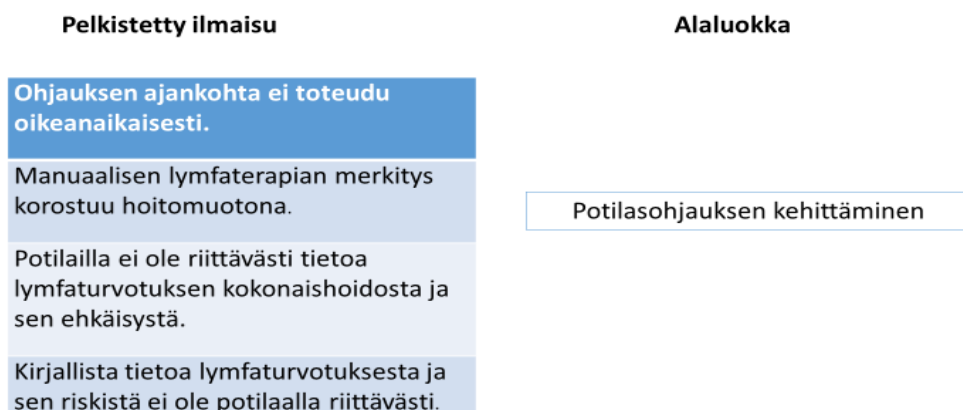 Pelkistetty ilmaisu
Alaluokka
Ohjauksen ajankohta ei toteudu
oikeanaikaisesti.
Manuaalisen lymfaterapian merkitys
korostuu hoitomuotona.
Potilasohjauksen kehittäminen
Potilailla ei ole riittävästi tietoa
lymfaturvotuksen kokonaishoidosta ja
sen ehkäisystä.
Kirjallista tietoa lymfaturvotuksesta ja
sen riskistä ei ole potilaalla riittävästi.